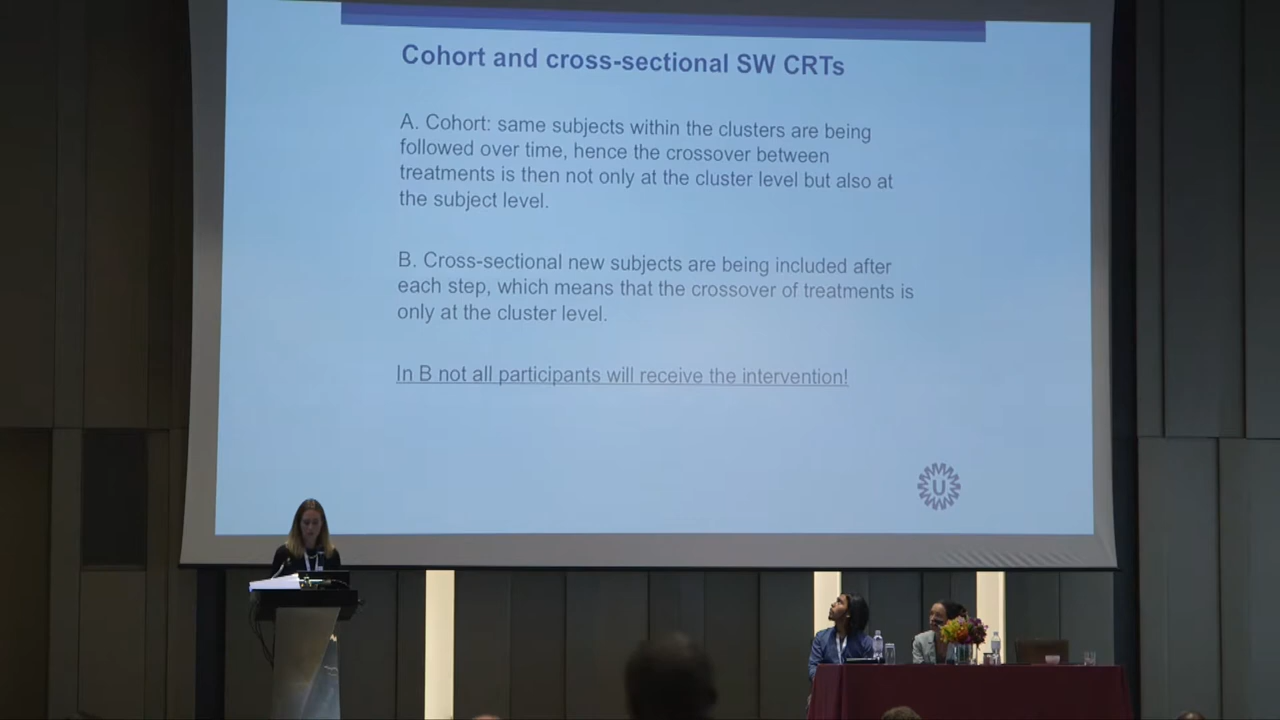 Cohort and cross-sectional SW CRTs
A. Cohort: same subjects within the clusters are being
followed over time, hence the crossover between
treatments is then not only at the cluster level but also at
the subject level.
B. Cross-sectional new subjects are being included after
each step, which means that the crossover of treatments is
only at the cluster level.
In B not all participants will receive the intervention!
U